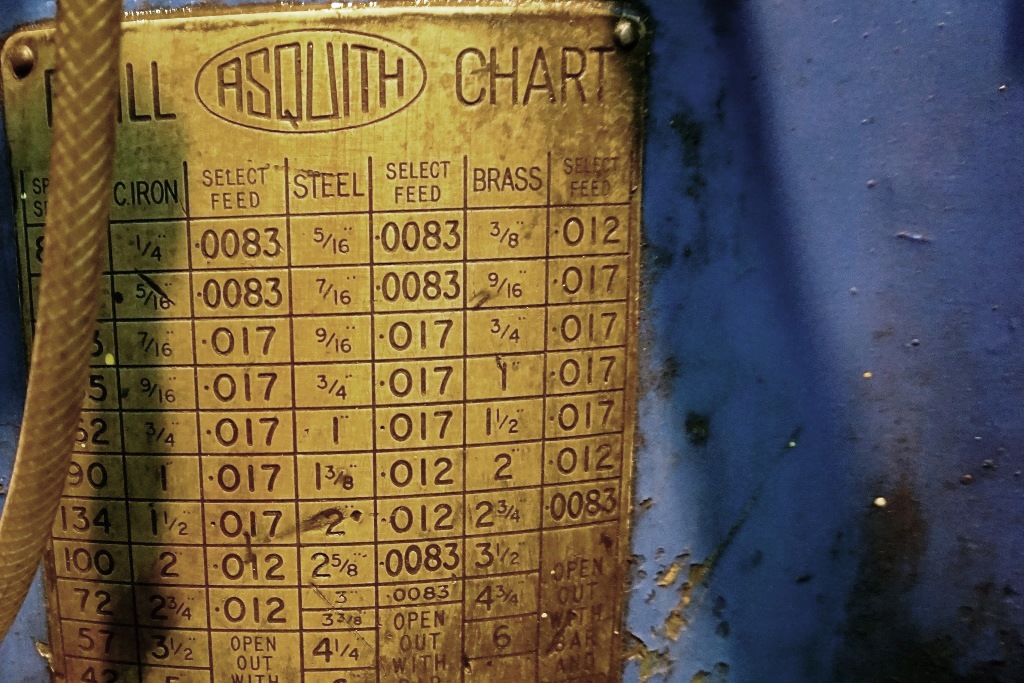 ASQUITH CHART
C.IRON SELECT FEED STEEL SELECT FEED BRASS SELECT FEED
1/4" .0083 5/16" .0083 3/8" .012
5/16" .0083 7/16" .0083 9/16" .017
7/16" .017 9/16" .017 3/4" .017
9/16" .017 3/4" .017 1" .017
3/4" .017 1" .017 1 1/2" .017
90 1" .017 1 3/8" .012 2" .012
134 1 1/2" .017 2" .012 2 3/4" .0083
100 2" .012 2 5/8" .0083 3 1/2" OPEN
72 2 3/4" .012 3" .0083 4 3/4" OUT
3 3/8" OPEN WITH
57 3 1/2" OPEN 4 1/4" OUT 6 BAR
42 OUT WITH AND
WITH